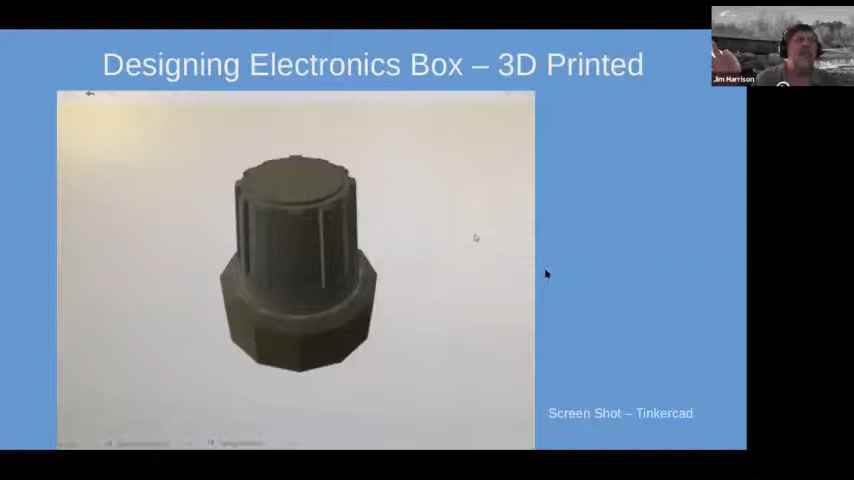 Designing Electronics Box – 3D Printed
Jim Harrison
Screen Shot – Tinkercad